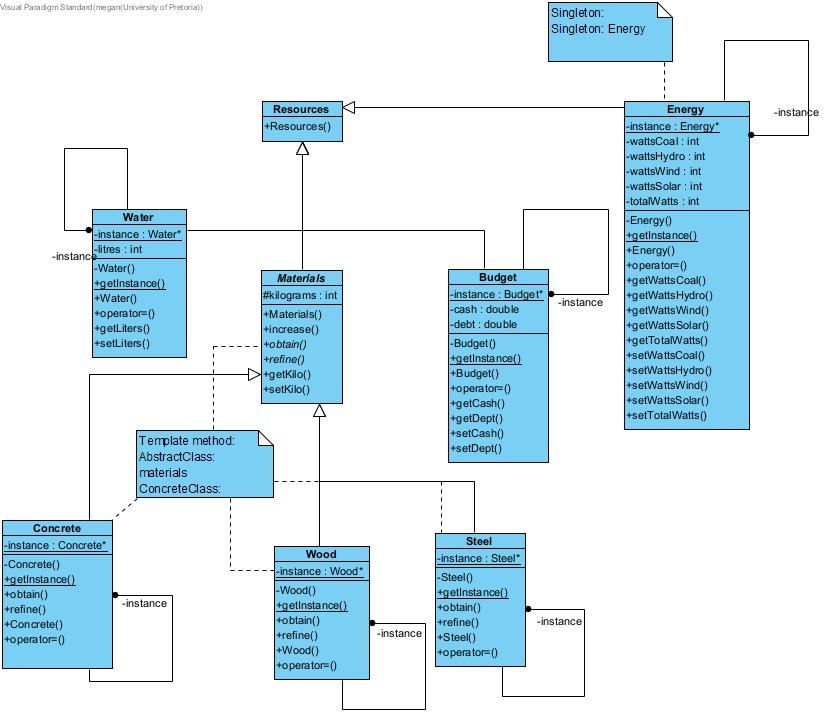 Visual Paradigm Standard(megan(University of Pretoria))
Singleton:
Singleton: Energy
Resources
+Resources()
Energy
-instance : Energy*
-wattsCoal : int
-wattsHydro : int
-wattsWind : int
-wattsSolar : int
-totalWatts : int
-Energy()
+getInstance()
+Energy()
+operator=()
+getWattsCoal()
+getWattsHydro()
+getWattsWind()
+getWattsSolar()
+getTotalWatts()
+setWattsCoal()
+setWattsHydro()
+setWattsWind()
+setWattsSolar()
+setTotalWatts()
-instance
Water
-instance : Water*
-litres : int
-Water()
+getInstance()
+Water()
+operator=()
+getLiters()
+setLiters()
-instance
Materials
#kilograms : int
+Materials()
+increase()
+obtain()
+refine()
+getKilo()
+setKilo()
Budget
-instance : Budget*
-cash : double
-debt : double
-Budget()
+getInstance()
+Budget()
+operator=()
+getCash()
+getDept()
+setCash()
+setDept()
-instance
Template method:
AbstractClass:
materials
ConcreteClass:
Concrete
-instance : Concrete*
-Concrete()
+getInstance()
+obtain()
+refine()
+Concrete()
+operator=()
-instance
Wood
-instance : Wood*
-Wood()
+getInstance()
+obtain()
+refine()
+Wood()
+operator=()
-instance
Steel
-instance : Steel*
-Steel()
+getInstance()
+obtain()
+refine()
+Steel()
+operator=()
-instance